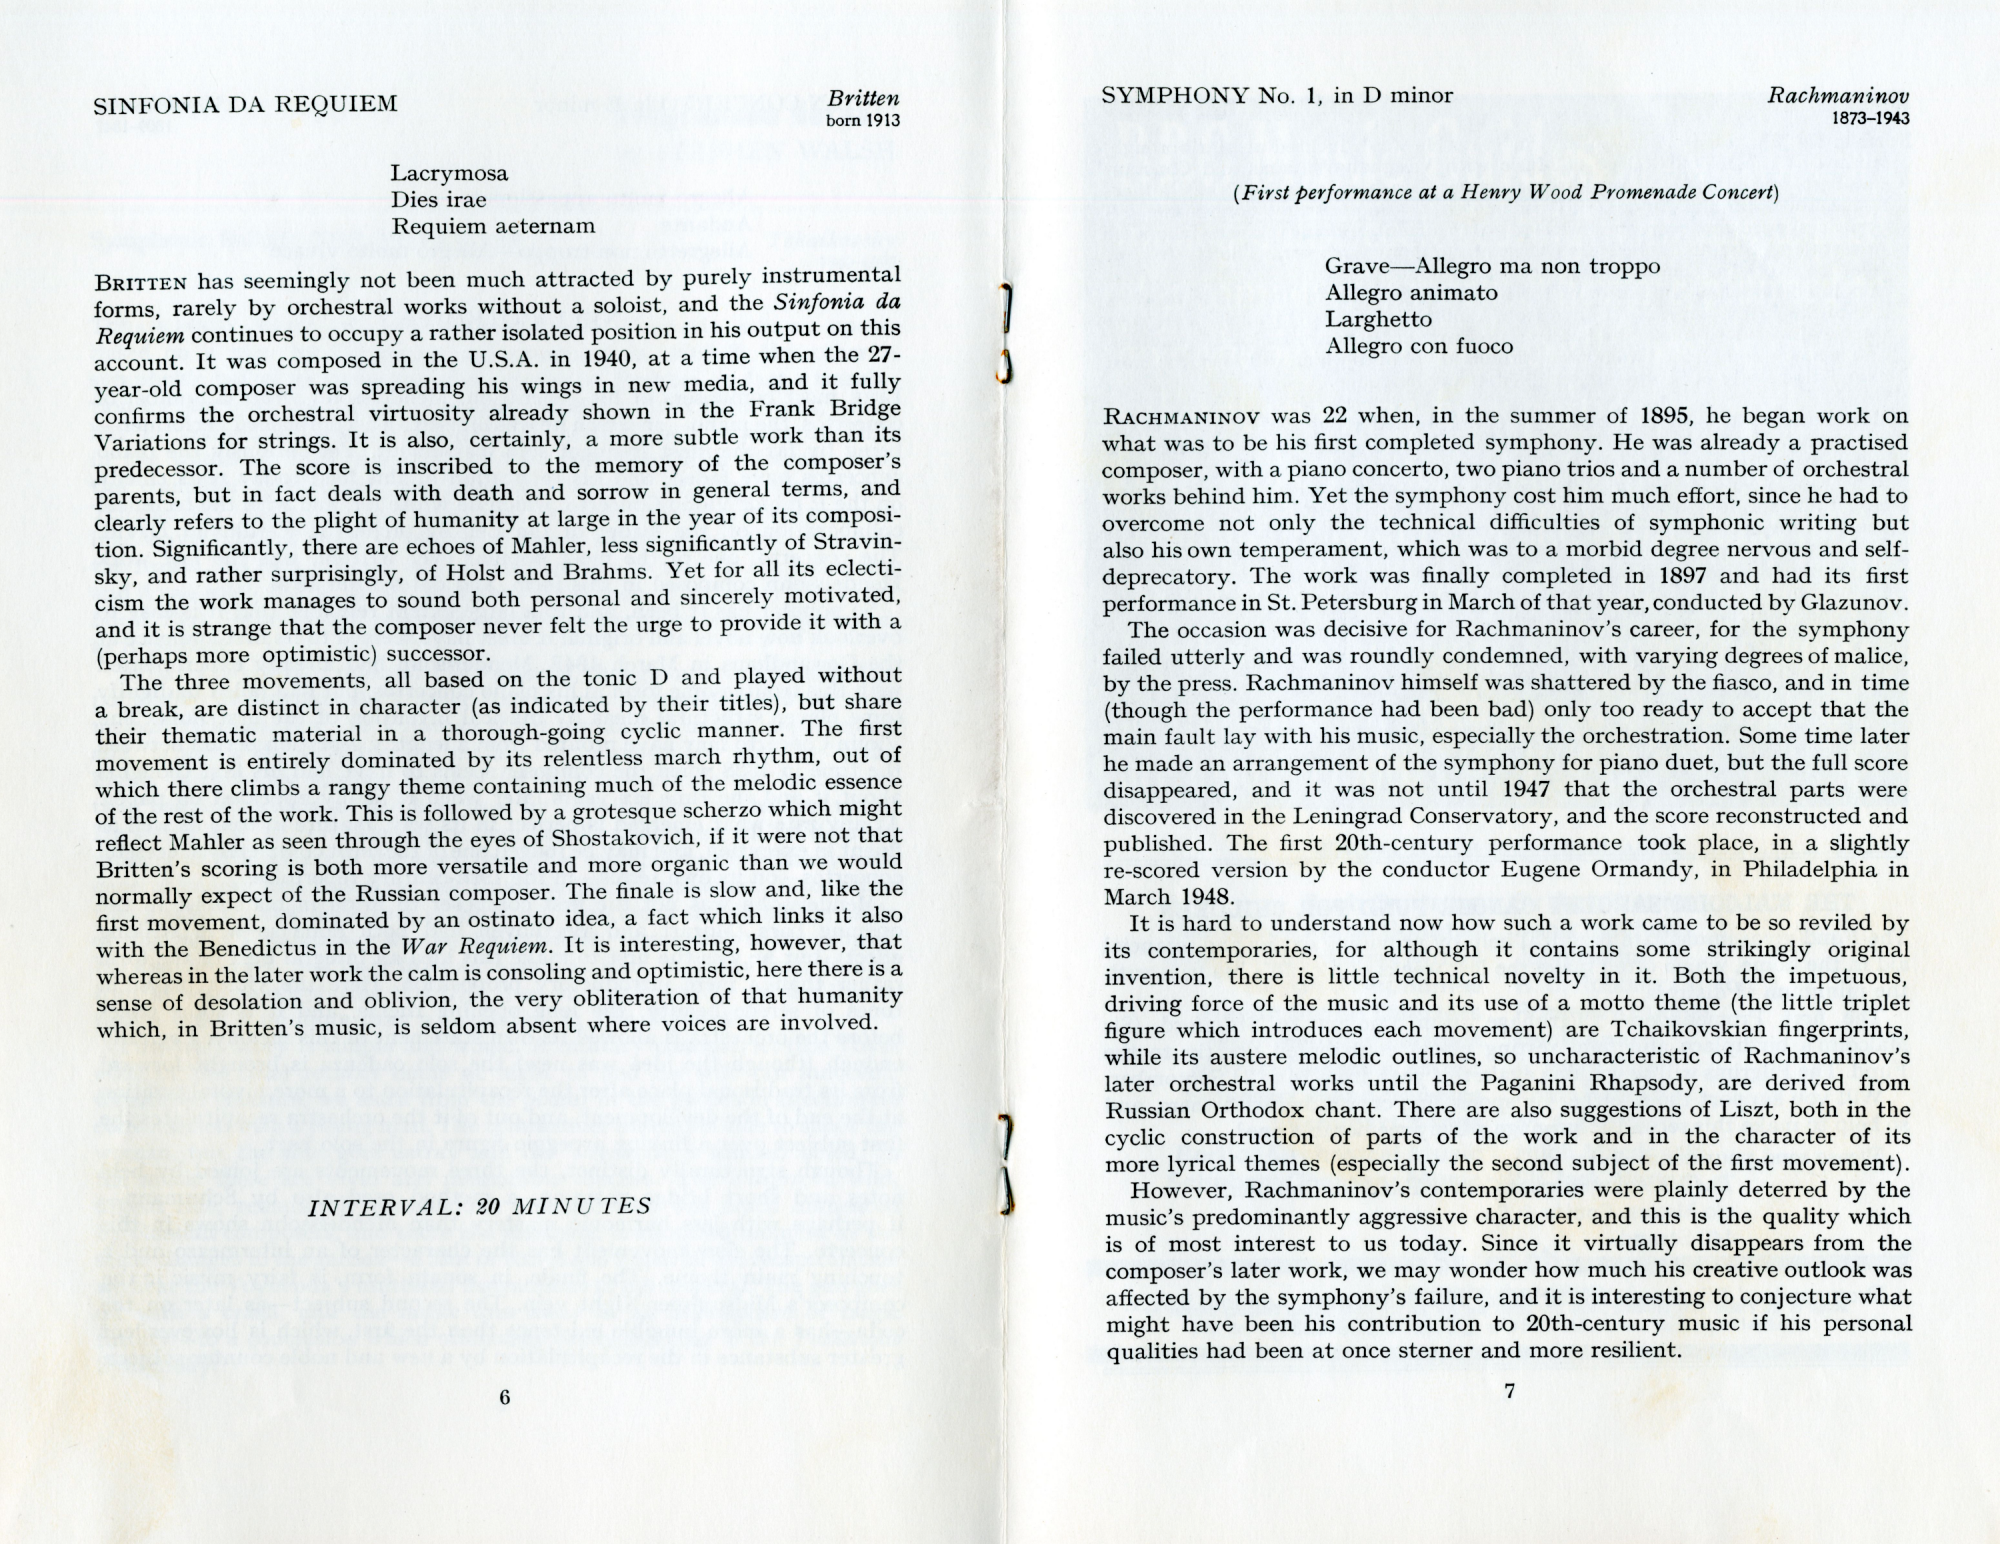 SINFONIA DA REQUIEM
Britten
born 1913
Lacrymosa
Dies irae
Requiem aeternam
BRITTEN has seemingly not been much attracted by purely instrumental
forms, rarely by orchestral works without a soloist, and the Sinfonia da
Requiem continues to occupy a rather isolated position in his output on this
account. It was composed in the U.S.A. in 1940, at a time when the 27-
year-old composer was spreading his wings in new media, and it fully
confirms the orchestral virtuosity already shown in the Frank Bridge
Variations for strings. It is also, certainly, a more subtle work than its
predecessor. The score is inscribed to the memory of the composer's
parents, but in fact deals with death and sorrow in general terms, and
clearly refers to the plight of humanity at large in the year of its composi-
tion. Significantly, there are echoes of Mahler, less significantly of Stravin-
sky, and rather surprisingly, of Holst and Brahms. Yet for all its eclecti-
cism the work manages to sound both personal and sincerely motivated,
and it is strange that the composer never felt the urge to provide it with a
(perhaps more optimistic) successor.
The three movements, all based on the tonic D and played without
a break, are distinct in character (as indicated by their titles), but share
their thematic material in a thorough-going cyclic manner. The first
movement is entirely dominated by its relentless march rhythm, out of
which there climbs a rangy theme containing much of the melodic essence
of the rest of the work. This is followed by a grotesque scherzo which might
reflect Mahler as seen through the eyes of Shostakovich, if it were not that
Britten's scoring is both more versatile and more organic than we would
normally expect of the Russian composer. The finale is slow and, like the
first movement, dominated by an ostinato idea, a fact which links it also
with the Benedictus in the War Requiem. It is interesting, however, that
whereas in the later work the calm is consoling and optimistic, here there is a
sense of desolation and oblivion, the very obliteration of that humanity
which, in Britten's music, is seldom absent where voices are involved.
INTERVAL: 20 MINUTES
6
SYMPHONY No. 1, in D minor
Rachmaninov
1873–1943
(First performance at a Henry Wood Promenade Concert)
Grave—Allegro ma non troppo
Allegro animato
Larghetto
Allegro con fuoco
RACHMANINOV was 22 when, in the summer of 1895, he began work on
what was to be his first completed symphony. He was already a practised
composer, with a piano concerto, two piano trios and a number of orchestral
works behind him. Yet the symphony cost him much effort, since he had to
overcome not only the technical difficulties of symphonic writing but
also his own temperament, which was to a morbid degree nervous and self-
deprecatory. The work was finally completed in 1897 and had its first
performance in St. Petersburg in March of that year, conducted by Glazunov.
The occasion was decisive for Rachmaninov's career, for the symphony
failed utterly and was roundly condemned, with varying degrees of malice,
by the press. Rachmaninov himself was shattered by the fiasco, and in time
(though the performance had been bad) only too ready to accept that the
main fault lay with his music, especially the orchestration. Some time later
he made an arrangement of the symphony for piano duet, but the full score
disappeared, and it was not until 1947 that the orchestral parts were
discovered in the Leningrad Conservatory, and the score reconstructed and
published. The first 20th-century performance took place, in a slightly
re-scored version by the conductor Eugene Ormandy, in Philadelphia in
March 1948.
It is hard to understand now how such a work came to be so reviled by
its contemporaries, for although it contains some strikingly original
invention, there is little technical novelty in it. Both the impetuous,
driving force of the music and its use of a motto theme (the little triplet
figure which introduces each movement) are Tchaikovskian fingerprints,
while its austere melodic outlines, so uncharacteristic of Rachmaninov's
later orchestral works until the Paganini Rhapsody, are derived from
Russian Orthodox chant. There are also suggestions of Liszt, both in the
cyclic construction of parts of the work and in the character of its
more lyrical themes (especially the second subject of the first movement).
However, Rachmaninov's contemporaries were plainly deterred by the
music's predominantly aggressive character, and this is the quality which
is of most interest to us today. Since it virtually disappears from the
composer's later work, we may wonder how much his creative outlook was
affected by the symphony's failure, and it is interesting to conjecture what
might have been his contribution to 20th-century music if his personal
qualities had been at once sterner and more resilient.
7